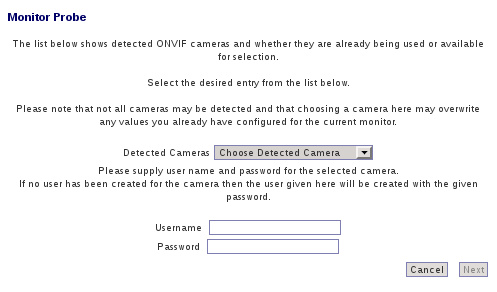 Monitor Probe
The list below shows detected ONVIF cameras and whether they are already being used or available
for selection.
Select the desired entry from the list below.
Please note that not all cameras may be detected and that choosing a camera here may overwrite
any values you already have configured for the current monitor.
Detected Cameras Choose Detected Camera
Please supply user name and password for the selected camera.
If no user has been created for the camera then the user given here will be created with the given
password.
Username
Password
Cancel Next